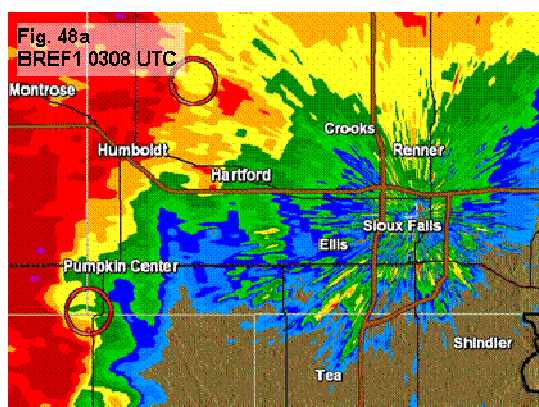 Fig. 48a
BREF1 0308 UTC
Montrose
Crooks
Humboldt
Renner
Hartford
Sioux Falls
Ellis
Pumpkin Center
Shindler
Tea